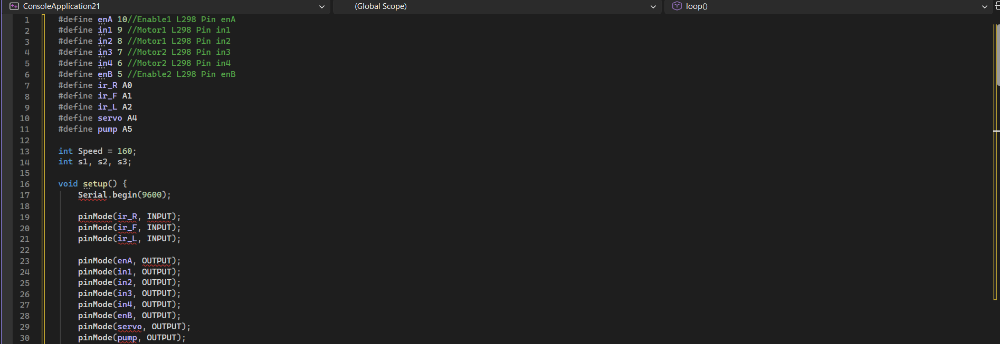 ConsoleApplication21 (Global Scope) loop()
1 #define enA 10//Enable1 L298 Pin enA
2 #define in1 9 //Motor1 L298 Pin in1
3 #define in2 8 //Motor1 L298 Pin in2
4 #define in3 7 //Motor2 L298 Pin in3
5 #define in4 6 //Motor2 L298 Pin in4
6 #define enB 5 //Enable2 L298 Pin enB
7 #define ir_R A0
8 #define ir_F A1
9 #define ir_L A2
10 #define servo A4
11 #define pump A5
12
13 int Speed = 160;
14 int s1, s2, s3;
15
16 void setup() {
17 Serial.begin(9600);
18
19 pinMode(ir_R, INPUT);
20 pinMode(ir_F, INPUT);
21 pinMode(ir_L, INPUT);
22
23 pinMode(enA, OUTPUT);
24 pinMode(in1, OUTPUT);
25 pinMode(in2, OUTPUT);
26 pinMode(in3, OUTPUT);
27 pinMode(in4, OUTPUT);
28 pinMode(enB, OUTPUT);
29 pinMode(servo, OUTPUT);
30 pinMode(pump, OUTPUT);